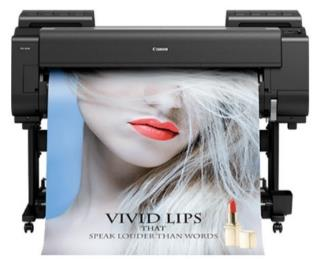 Canon
VIVID LIPS
THAT
SPEAK LOUDER THAN WORDS